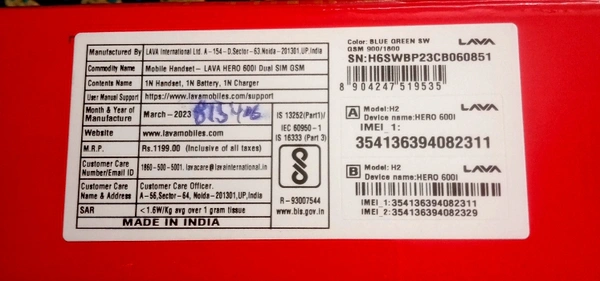 Manufactured By LAVA International Ltd. A-154-D.Sector-63,Noida-201301,UP,India
Commodity Name Mobile Handset- LAVA HERO 600I Dual SIM GSM
Contents Name 1N Handset, 1N Battery, 1N Charger
User Manual Support https://www.lavamobiles.com/support
Month & Year of Manufacture March-2023
Website www.lavamobiles.com
M.R.P. Rs.1199.00 (Inclusive of all taxes)
Customer Care Number/Email ID 1860-500-5001, lavacare@lavainternational.in
Customer Care Name & Address Customer Care Officer. A-56,Sector-64, Noida-201301,UP,India
SAR <1.6W/Kg avg over 1 gram tissue
MADE IN INDIA
IS 13252(Part1)/
IEC 60950-1
IS 16333 (Part 3)
R-93007544
www.bis.gov.in
Color: BLUE GREEN SW
GSM 900/1800
LAVA
SN:H6SWBP23CB060851
8 904247 519535
A Model: H2
Device name:HERO 600I
LAVA
IMEI_1:
354136394082311
B Model: H2
Device name:HERO 600I
LAVA
IMEI_1:354136394082311
IMEI_2:354136394082329